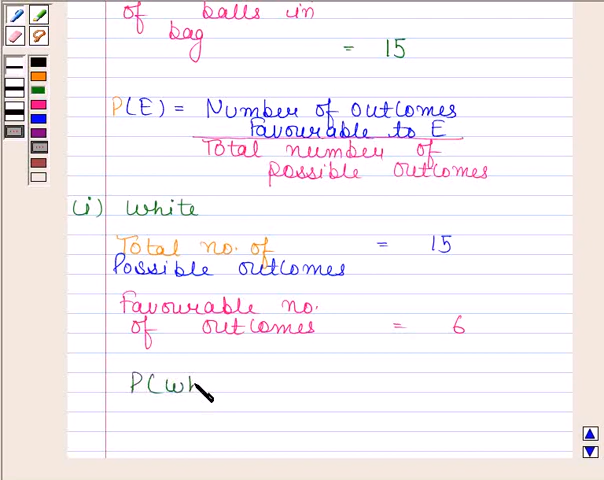 of balls in
bag
= 15
P(E) = Number of outcomes
Favourable to E
Total number of
possible outcomes
(i) White
Total no. of = 15
Possible outcomes
Favourable no.
of outcomes = 6
P(Wh